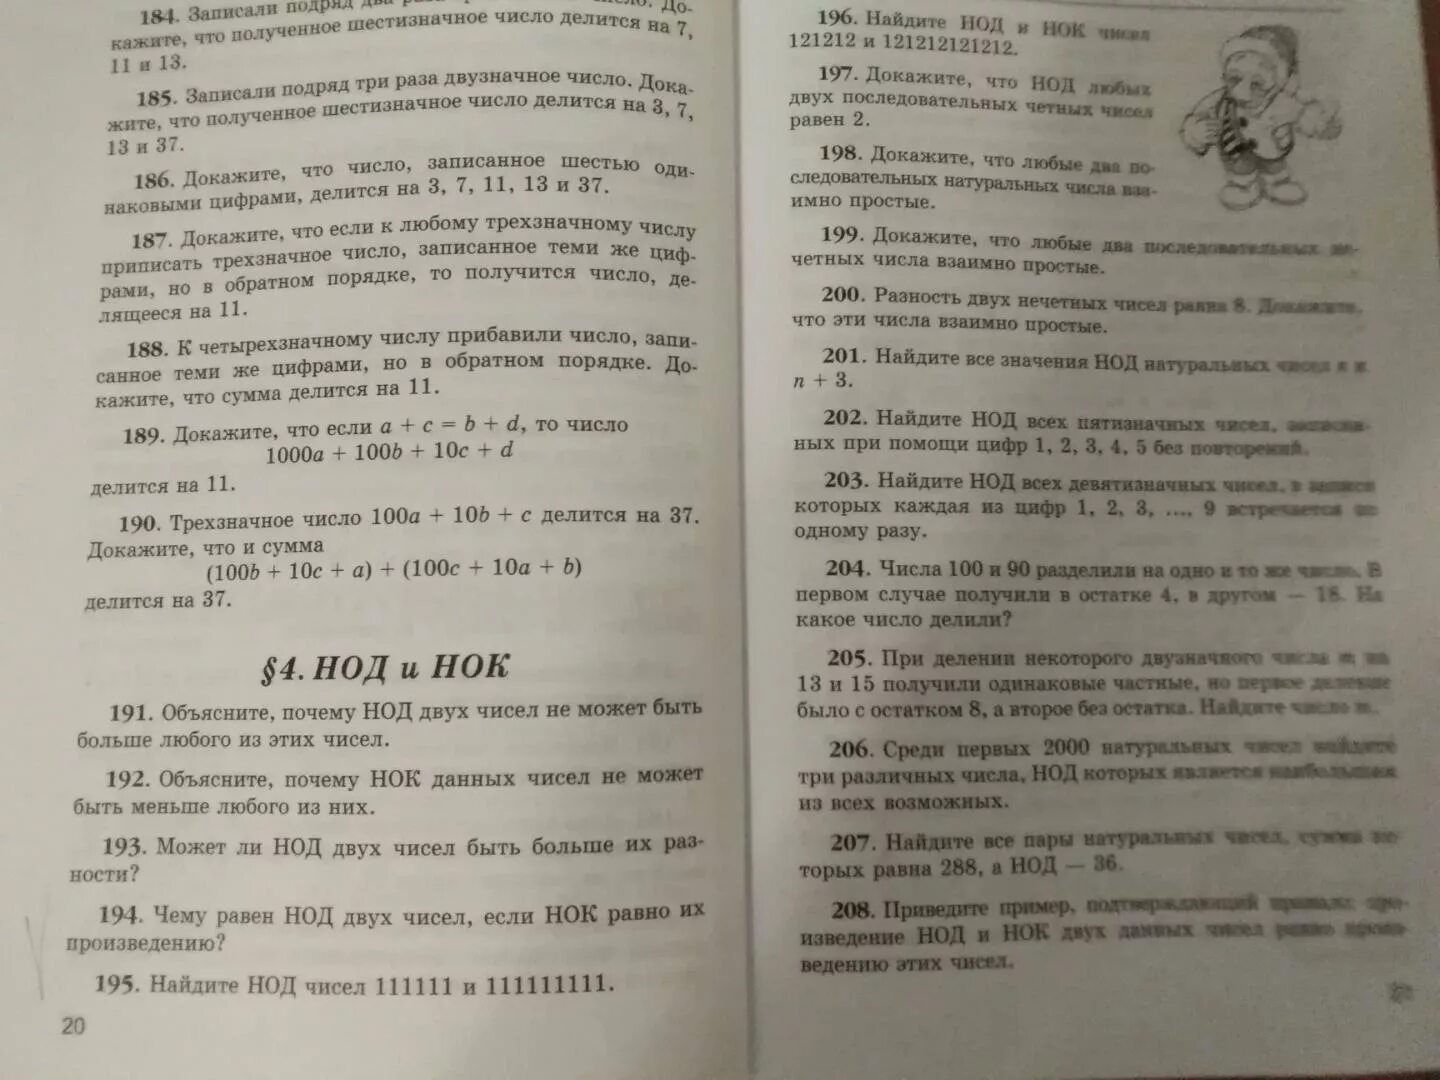 184. Записали подряд два
кажите, что полученное шестизначное число делится на 7,
11 и 13.
185. Записали подряд три раза двузначное число. Дока-
жите, что полученное шестизначное число делится на 3, 7,
13 и 37.
186. Докажите, что число, записанное шестью оди-
наковыми цифрами, делится на 3, 7, 11, 13 и 37.
187. Докажите, что если к любому трехзначному числу
приписать трехзначное число, записанное теми же циф-
рами, но в обратном порядке, то получится число, де-
лящееся на 11.
188. К четырехзначному числу прибавили число, запи-
санное теми же цифрами, но в обратном порядке. До-
кажите, что сумма делится на 11.
189. Докажите, что если a + c = b + d, то число
1000a + 100b + 10c + d
делится на 11.
190. Трехзначное число 100a + 10b + c делится на 37.
Докажите, что и сумма
(100b + 10c + a) + (100c + 10a + b)
делится на 37.
§4. НОД и НОК
191. Объясните, почему НОД двух чисел не может быть
больше любого из этих чисел.
192. Объясните, почему НОК данных чисел не может
быть меньше любого из них.
193. Может ли НОД двух чисел быть больше их раз-
ности?
194. Чему равен НОД двух чисел, если НОК равно их
произведению?
195. Найдите НОД чисел 111111 и 111111111.
20
196. Найдите НОД и НОК чисел
121212 и 121212121212.
197. Докажите, что НОД любых
двух последовательных четных чисел
равен 2.
198. Докажите, что любые два по-
следовательных натуральных числа вза-
имно простые.
199. Докажите, что любые два последовательных не-
четных числа взаимно простые.
200. Разность двух нечетных чисел равна 8. Докажите,
что эти числа взаимно простые.
201. Найдите все значения НОД натуральных чисел n и
n + 3.
202. Найдите НОД всех пятизначных чисел, записан-
ных при помощи цифр 1, 2, 3, 4, 5 без повторений.
203. Найдите НОД всех девятизначных чисел, в записи
которых каждая из цифр 1, 2, 3, ..., 9 встречается по
одному разу.
204. Числа 100 и 90 разделили на одно и то же число. В
первом случае получили в остатке 4, а в другом — 18. На
какое число делили?
205. При делении некоторого двузначного числа m на
13 и 15 получили одинаковые частные, но первое деление
было с остатком 8, а второе без остатка. Найдите число m.
206. Среди первых 2000 натуральных чисел найдите
три различных числа, НОД которых является наибольшим
из всех возможных.
207. Найдите все пары натуральных чисел, сумма ко-
торых равна 288, а НОД — 36.
208. Приведите пример, подтверждающий правило: про-
изведение НОД и НОК двух данных чисел равно произ-
ведению этих чисел.